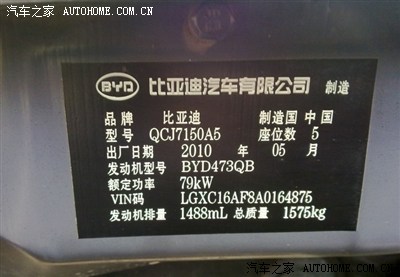 汽车之家 AUTOHOME.COM.CN
BYD 比亚迪汽车有限公司 制造
品牌 比亚迪 制造国 中国
型号 QCJ7150A5 座位数 5
出厂日期 2010 年 05 月
发动机型号 BYD473QB
额定功率 79kW
VIN码 LGXC16AF8A0164875
发动机排量 1488mL 总质量 1575kg
汽车之家 AUTOHOME.COM.CN